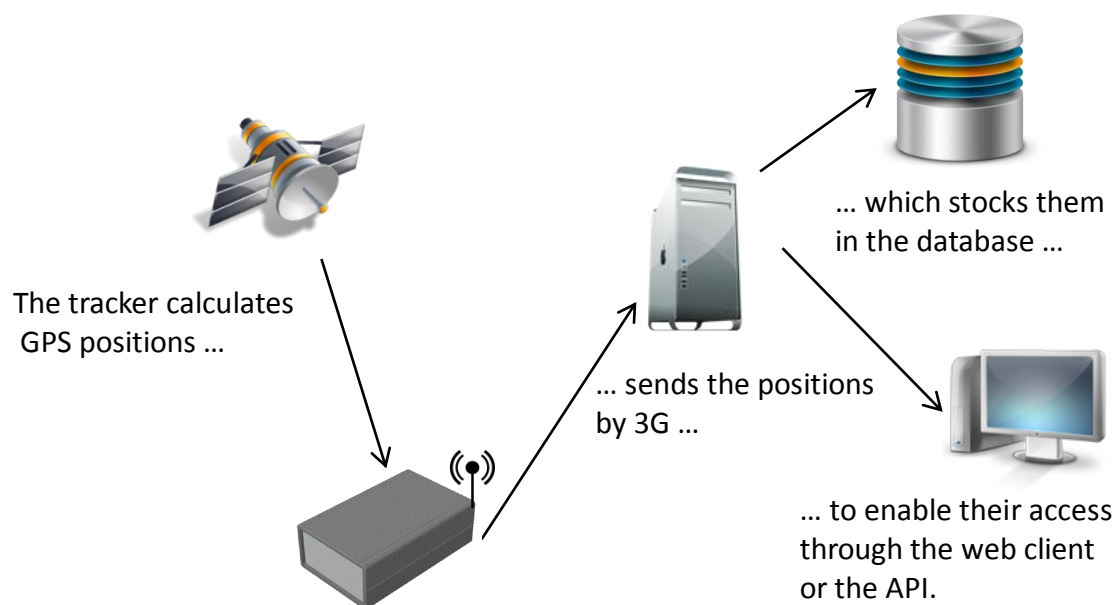 The tracker calculates
GPS positions …
… sends the positions
by 3G …
… which stocks them
in the database …
… to enable their access
through the web client
or the API.